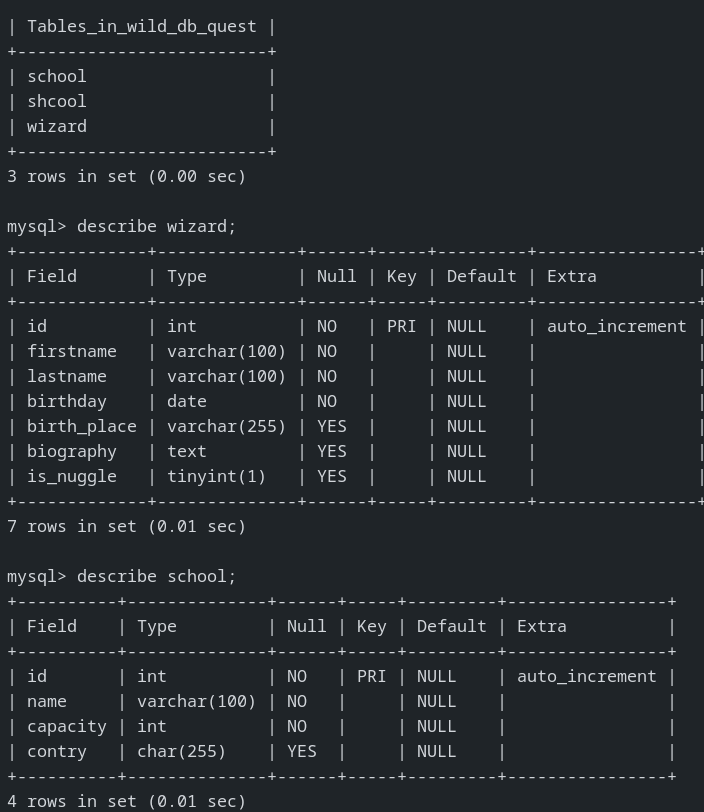 | Tables_in_wild_db_quest |
+-------------------------+
| school                  |
| shcool                  |
| wizard                  |
+-------------------------+
3 rows in set (0.00 sec)

mysql> describe wizard;
+-------------+--------------+------+-----+---------+----------------+
| Field       | Type         | Null | Key | Default | Extra          |
+-------------+--------------+------+-----+---------+----------------+
| id          | int          | NO   | PRI | NULL    | auto_increment |
| firstname   | varchar(100) | NO   |     | NULL    |                |
| lastname    | varchar(100) | NO   |     | NULL    |                |
| birthday    | date         | NO   |     | NULL    |                |
| birth_place | varchar(255) | YES  |     | NULL    |                |
| biography   | text         | YES  |     | NULL    |                |
| is_nuggle   | tinyint(1)   | YES  |     | NULL    |                |
+-------------+--------------+------+-----+---------+----------------+
7 rows in set (0.01 sec)

mysql> describe school;
+----------+--------------+------+-----+---------+----------------+
| Field    | Type         | Null | Key | Default | Extra          |
+----------+--------------+------+-----+---------+----------------+
| id       | int          | NO   | PRI | NULL    | auto_increment |
| name     | varchar(100) | NO   |     | NULL    |                |
| capacity | int          | NO   |     | NULL    |                |
| contry   | char(255)    | YES  |     | NULL    |                |
+----------+--------------+------+-----+---------+----------------+
4 rows in set (0.01 sec)